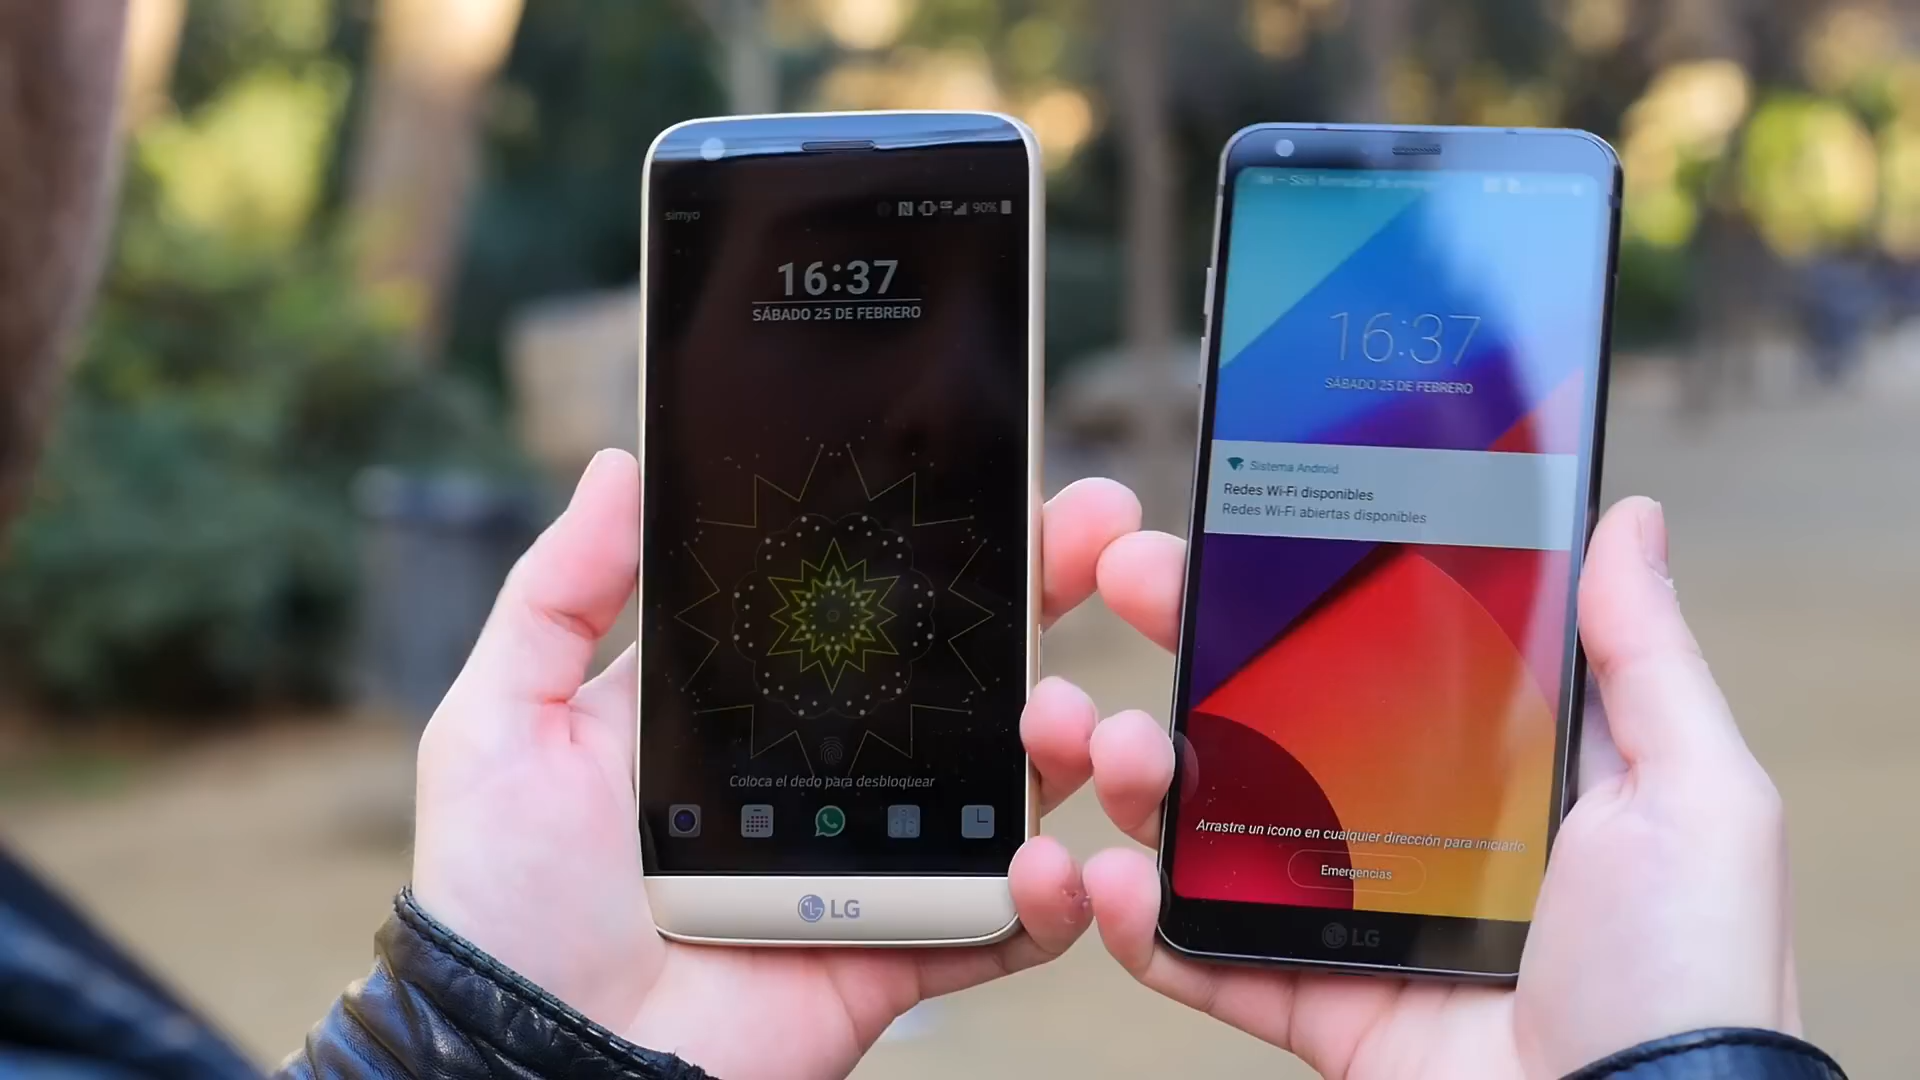 simyo
90%
16:37
SÁBADO 25 DE FEBRERO
Coloca el dedo para desbloquear
LG
16:37
SÁBADO 25 DE FEBRERO
Sistema Android
Redes Wi-Fi disponibles
Redes Wi-Fi abiertas disponibles
Arrastre un icono en cualquier dirección para iniciarlo
Emergencias
LG